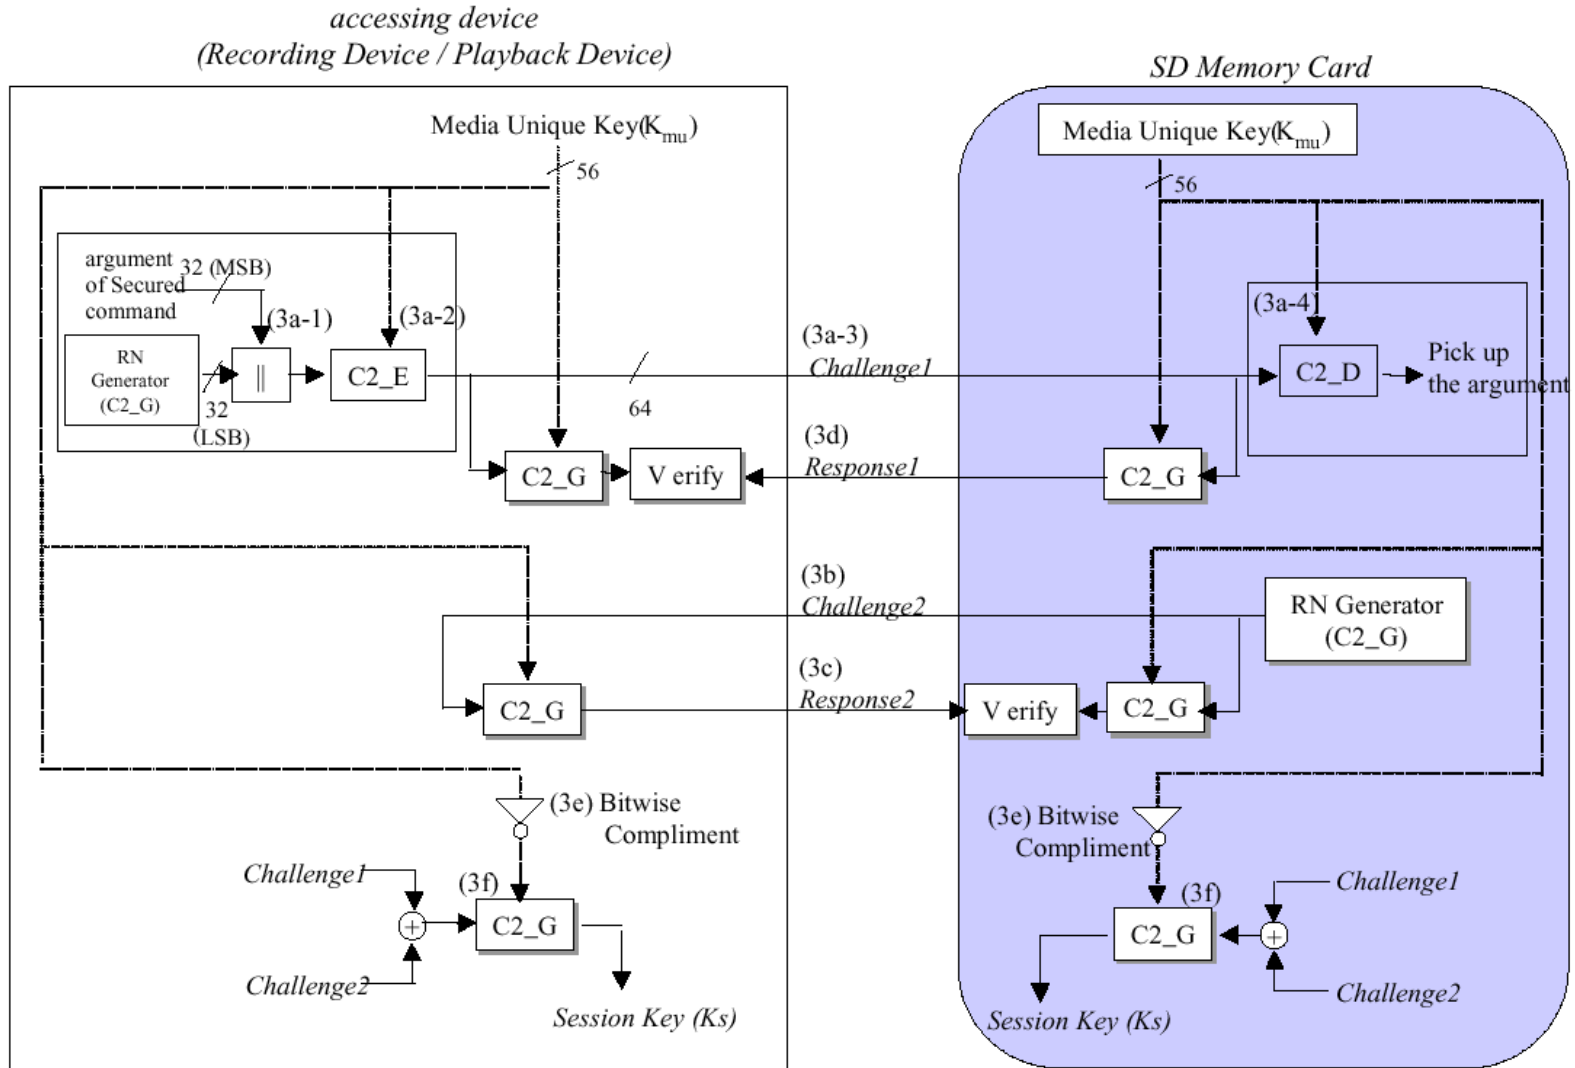 accessing device
(Recording Device / Playback Device)
SD Memory Card
Media Unique Key(Kmu)
56
argument
of Secured
command
32 (MSB)
(3a-1)
(3a-2)
RN
Generator
(C2_G)
32
(LSB)
||
C2_E
64
C2_G
V erify
(3a-3)
Challenge1
(3d)
Response1
Media Unique Key(Kmu)
56
(3a-4)
C2_D
Pick up
the argument
C2_G
(3b)
Challenge2
RN Generator
(C2_G)
(3c)
Response2
C2_G
V erify
C2_G
(3e) Bitwise
Compliment
Challenge1
(3f)
+
C2_G
Challenge2
Session Key (Ks)
(3e) Bitwise
Compliment
(3f)
Challenge1
C2_G
+
Challenge2
Session Key (Ks)